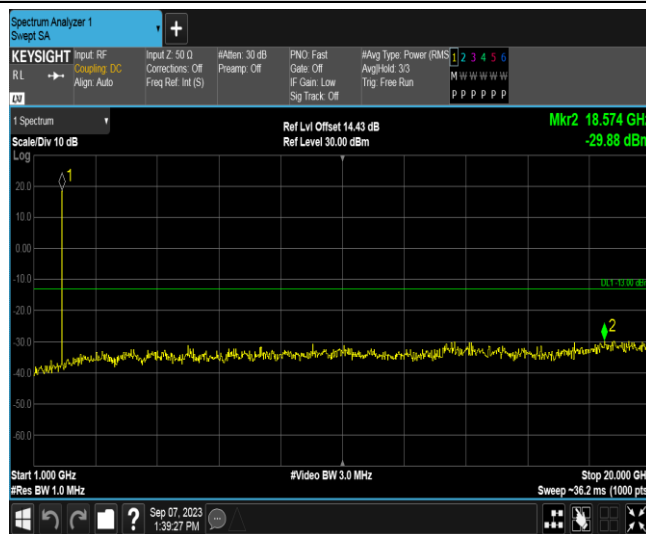 Spectrum Analyzer 1
Swept SA
+
KEYSIGHT Input: RF Input Z: 50 Ω #Atten: 30 dB PNO: Fast #Avg Type: Power (RMS 1 2 3 4 5 6
RL Coupling: DC Corrections: Off Preamp: Off Gate: Off Avg|Hold: 3/3 M W W W W W
Align: Auto Freq Ref: Int (S) IF Gain: Low Trig: Free Run
Sig Track: Off P P P P P P
LXI
1 Spectrum Ref Lvl Offset 14.43 dB Mkr2 18.574 GHz
Scale/Div 10 dB Ref Level 30.00 dBm -29.88 dBm
Log
1
20.0
10.0
0.00
-10.0
DL1 -13.00 dBm
-20.0
2
-30.0
-40.0
-50.0
-60.0
Start 1.000 GHz #Video BW 3.0 MHz Stop 20.000 GH
#Res BW 1.0 MHz Sweep ~36.2 ms (1000 pts
? Sep 07, 2023
1:39:27 PM